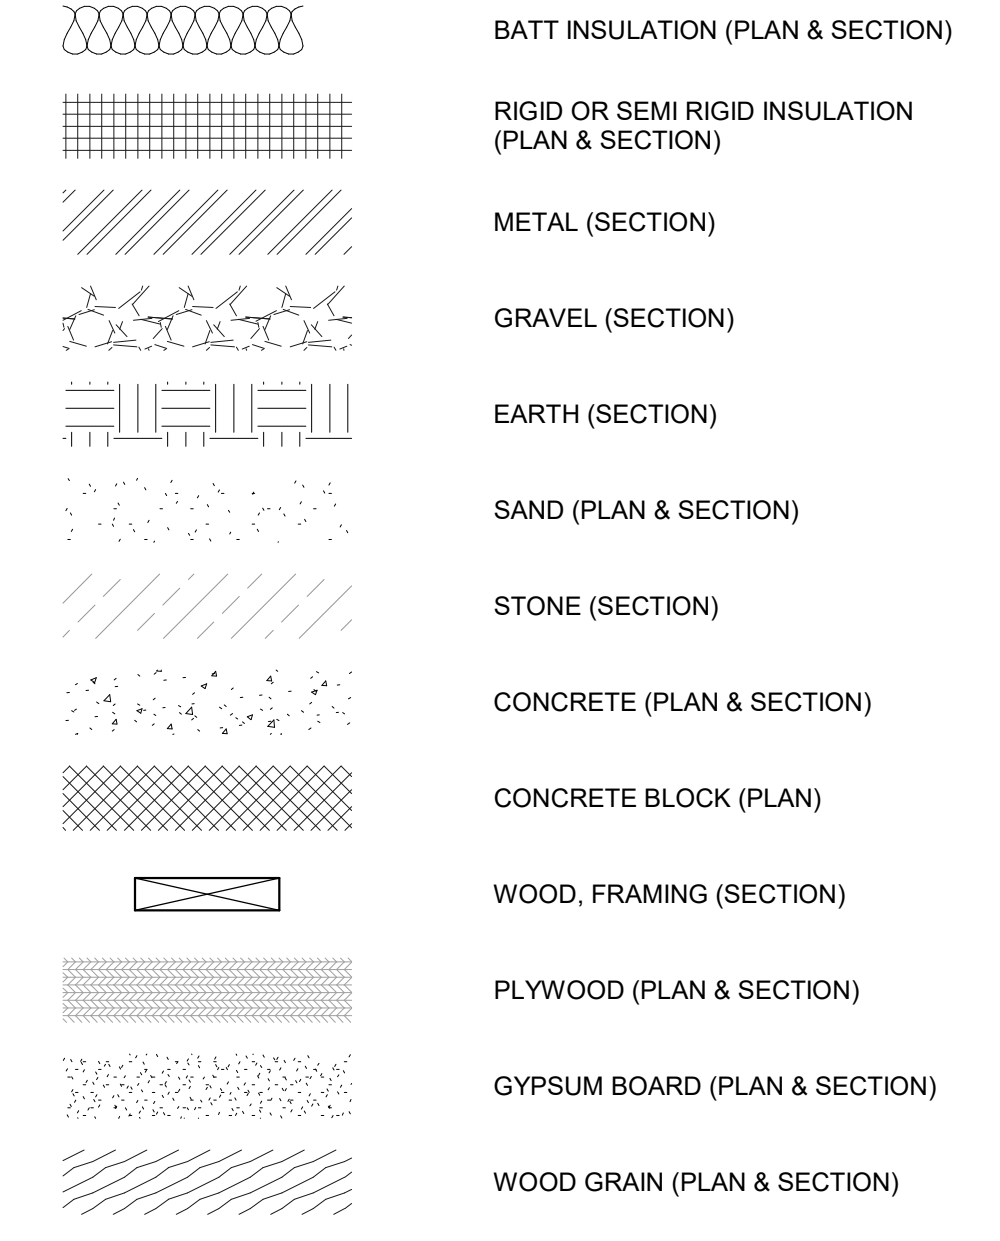 BATT INSULATION (PLAN & SECTION)
RIGID OR SEMI RIGID INSULATION
(PLAN & SECTION)
METAL (SECTION)
GRAVEL (SECTION)
EARTH (SECTION)
SAND (PLAN & SECTION)
STONE (SECTION)
CONCRETE (PLAN & SECTION)
CONCRETE BLOCK (PLAN)
WOOD, FRAMING (SECTION)
PLYWOOD (PLAN & SECTION)
GYPSUM BOARD (PLAN & SECTION)
WOOD GRAIN (PLAN & SECTION)